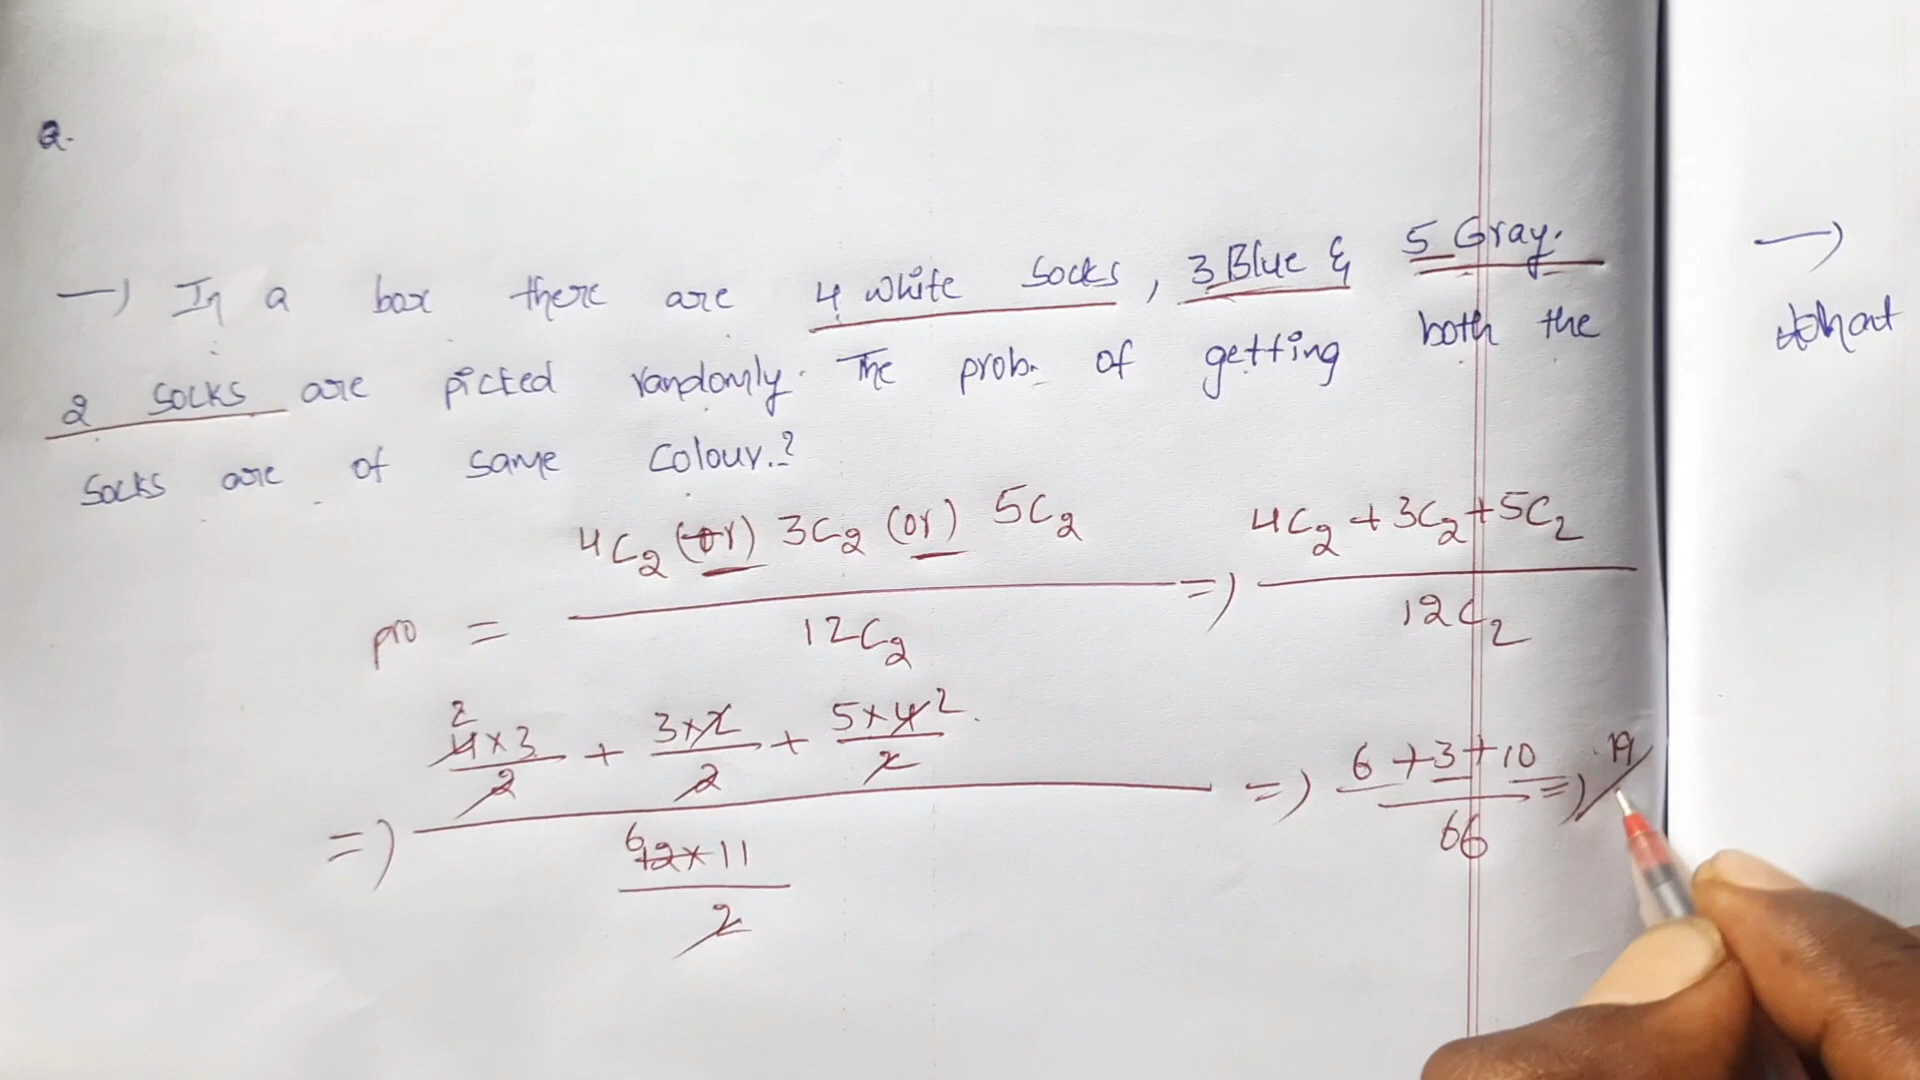 Q.
—) In a box there are 4 white socks, 3 Blue & 5 Gray.
2 socks are picked randomly. The prob. of getting both the
socks are of same colour.?
pro = 4C2 (or) 3C2 (or) 5C2 / 12C2 =) 4C2 + 3C2 + 5C2 / 12C2
=) 2 4×3/2 + 3×2/2 + 5×4 2/2 / 6 12×11/2 =) 6 + 3 + 10 / 66 =) 19/
—)